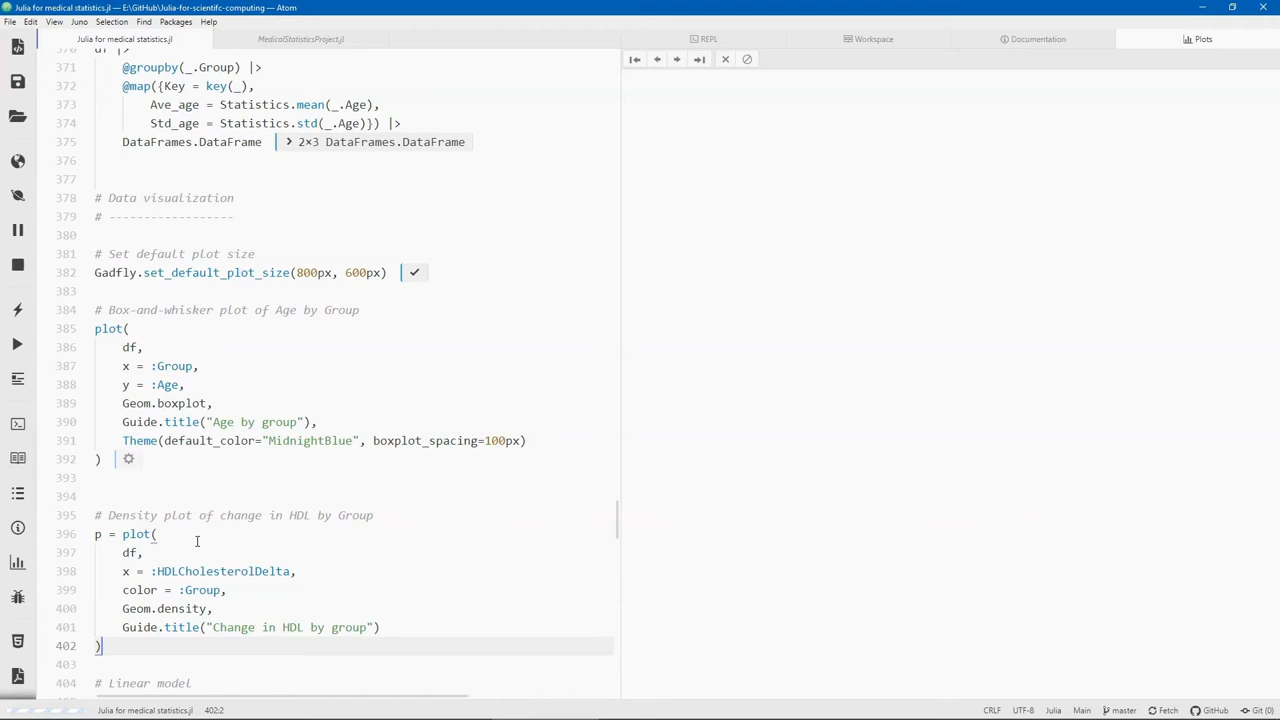 Julia for medical statistics.jl — E:\GitHub\Julia-for-scientifc-computing — Atom
File Edit View Juno Selection Find Packages Help
Julia for medical statistics.jl MedicalStatisticsProject.jl REPL Workspace Documentation Plots
370 df |>
371 @groupby(_.Group) |>
372 @map({Key = key(_),
373 Ave_age = Statistics.mean(_.Age),
374 Std_age = Statistics.std(_.Age)}) |>
375 DataFrames.DataFrame > 2×3 DataFrames.DataFrame
376
377
378 # Data visualization
379 # ------------------
380
381 # Set default plot size
382 Gadfly.set_default_plot_size(800px, 600px) ✓
383
384 # Box-and-whisker plot of Age by Group
385 plot(
386 df,
387 x = :Group,
388 y = :Age,
389 Geom.boxplot,
390 Guide.title("Age by group"),
391 Theme(default_color="MidnightBlue", boxplot_spacing=100px)
392 )
393
394
395 # Density plot of change in HDL by Group
396 p = plot(
397 df,
398 x = :HDLCholesterolDelta,
399 color = :Group,
400 Geom.density,
401 Guide.title("Change in HDL by group")
402 )
403
404 # Linear model
Julia for medical statistics.jl 402:2 CRLF UTF-8 Julia Main master Fetch GitHub Git (0)